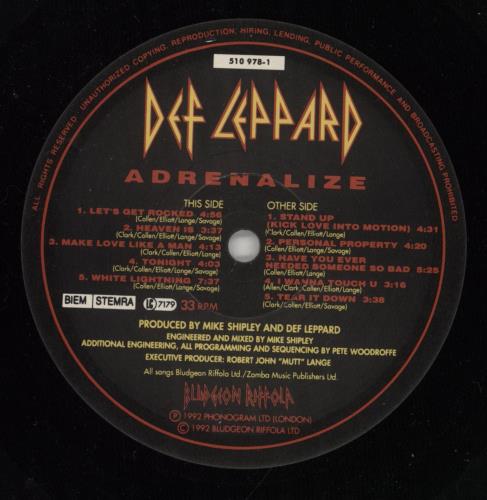 ALL RIGHTS RESERVED. UNAUTHORIZED COPYING, REPRODUCTION, HIRING, LENDING, PUBLIC PERFORMANCE AND BROADCASTING PROHIBITED
510 978-1
DEF LEPPARD
ADRENALIZE
THIS SIDE
1. LET'S GET ROCKED 4:56
(Collen/Elliott/Lange/Savage)
2. HEAVEN IS 3:37
(Clark/Collen/Elliott/Lange/Savage)
3. MAKE LOVE LIKE A MAN 4:13
(Clark/Collen/Elliott/Lange)
4. TONIGHT 4:03
(Clark/Collen/Elliott/Lange/Savage)
5. WHITE LIGHTNING 7:37
(Clark/Collen/Elliott/Lange/Savage)
OTHER SIDE
1. STAND UP
(KICK LOVE INTO MOTION) 4:31
(Clark/Collen/Elliott/Lange)
2. PERSONAL PROPERTY 4:20
(Collen/Elliott/Lange/Savage)
3. HAVE YOU EVER
NEEDED SOMEONE SO BAD 5:25
(Collen/Elliott/Lange)
4. I WANNA TOUCH U 3:16
(Allen/Clark/Collen/Elliott/Lange)
5. TEAR IT DOWN 3:38
(Clark/Collen/Elliott/Lange/Savage)
BIEM STEMRA LC 7179 33 RPM
PRODUCED BY MIKE SHIPLEY AND DEF LEPPARD
ENGINEERED AND MIXED BY MIKE SHIPLEY
ADDITIONAL ENGINEERING, ALL PROGRAMMING AND SEQUENCING BY PETE WOODROFFE
EXECUTIVE PRODUCER: ROBERT JOHN "MUTT" LANGE
All songs Bludgeon Riffola Ltd/Zomba Music Publishers Ltd.
BLUDGEON RIFFOLA
℗ 1992 PHONOGRAM LTD (LONDON)
© 1992 BLUDGEON RIFFOLA LTD